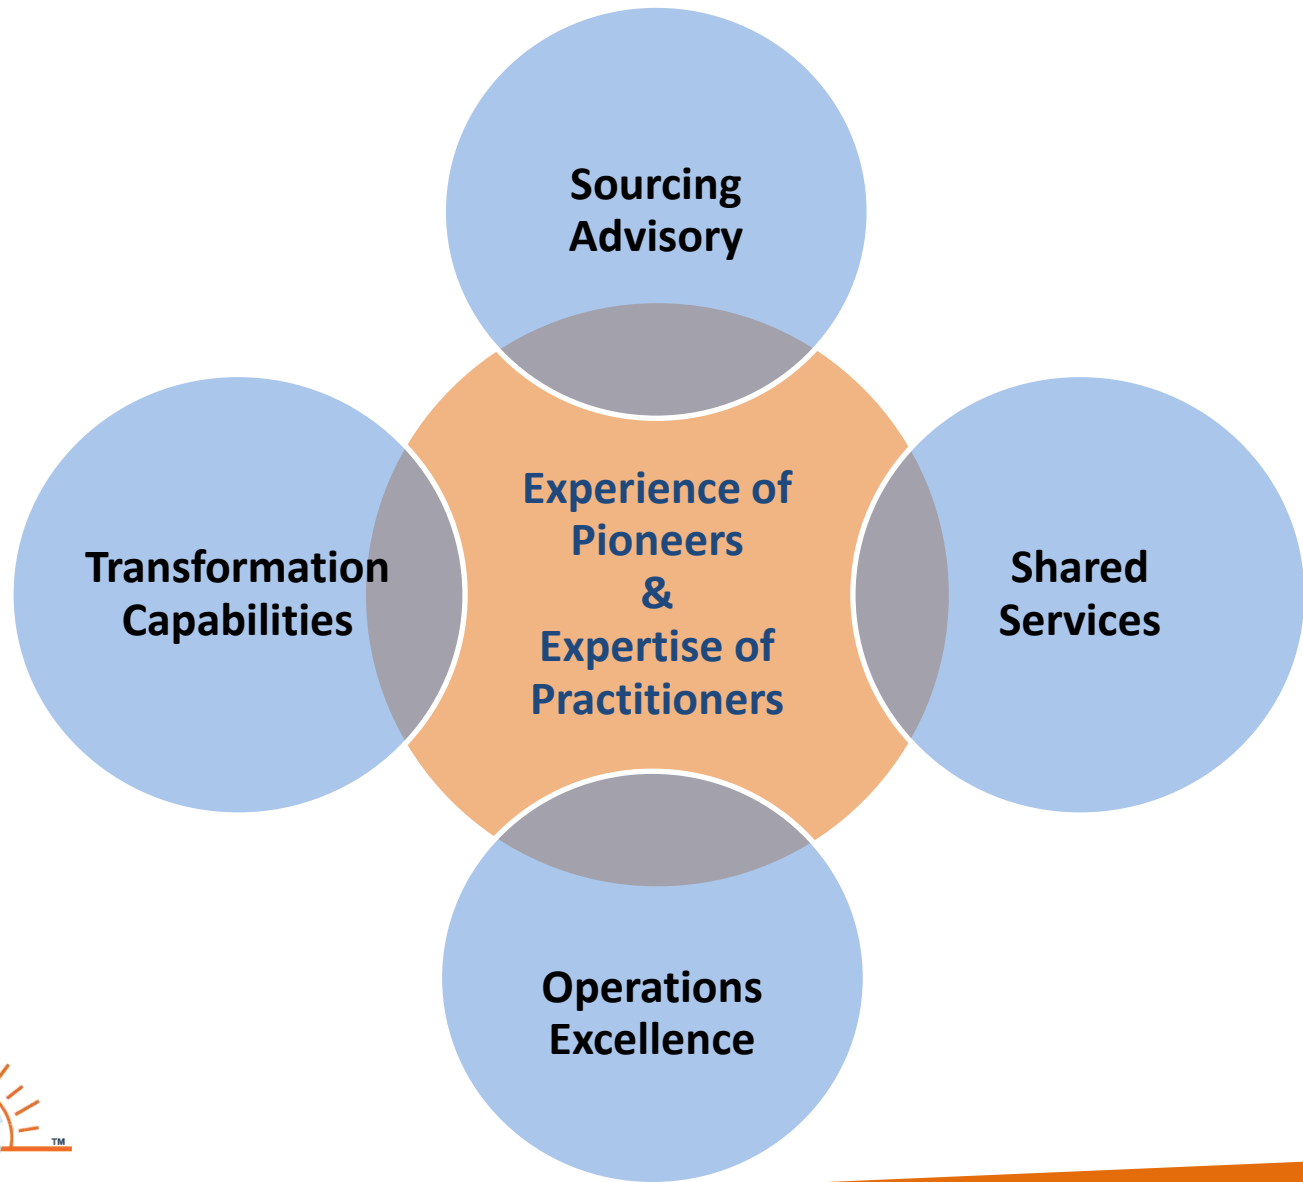 Sourcing
Advisory
Experience of
Pioneers
&
Expertise of
Practitioners
Transformation
Capabilities
Shared
Services
Operations
Excellence
TM